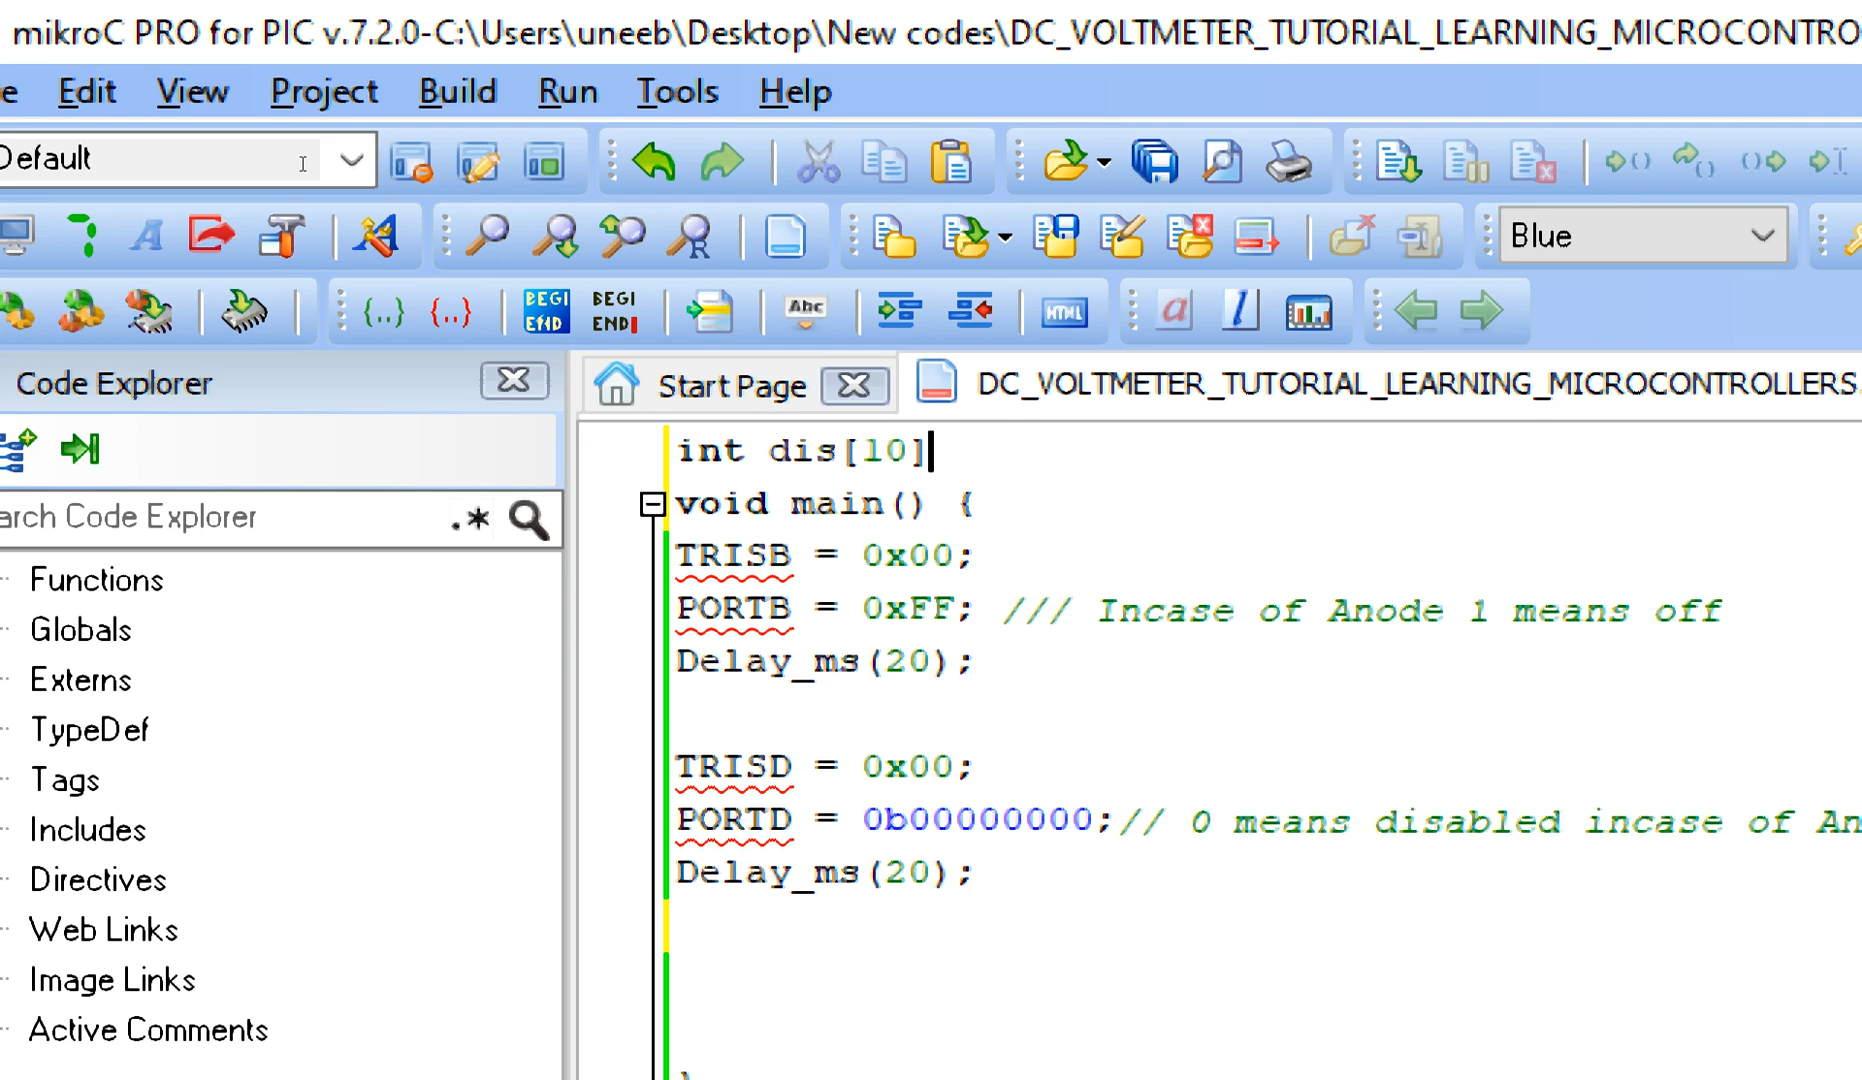 mikroC PRO for PIC v.7.2.0-C:\Users\uneeb\Desktop\New codes\DC_VOLTMETER_TUTORIAL_LEARNING_MICROCONTRO
e Edit View Project Build Run Tools Help
Default
Blue
BEGI END BEGI END Abc HTML
Code Explorer
Start Page DC_VOLTMETER_TUTORIAL_LEARNING_MICROCONTROLLERS.
arch Code Explorer .*
Functions
Globals
Externs
TypeDef
Tags
Includes
Directives
Web Links
Image Links
Active Comments
int dis[10]
void main() {
TRISB = 0x00;
PORTB = 0xFF; /// Incase of Anode 1 means off
Delay_ms(20);
TRISD = 0x00;
PORTD = 0b00000000;// 0 means disabled incase of An
Delay_ms(20);
}